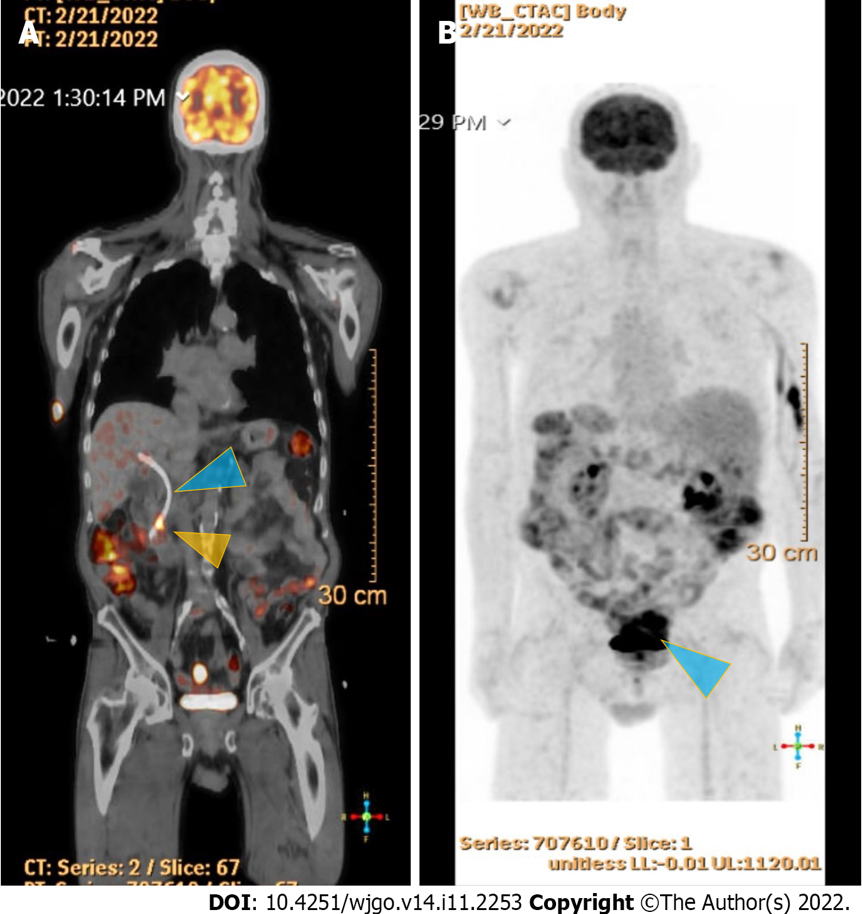 A
CT: 2/21/2022
PT: 2/21/2022
2022 1:30:14 PM
30 cm
H
R
L
F
CT: Series: 2 / Slice: 67
B
[WB_CTAC] Body
2/21/2022
29 PM
30 cm
H
L
R
F
Series: 707610 / Slice: 1
unitless LL:-0.01 UL:1120.01
DOI: 10.4251/wjgo.v14.i11.2253 Copyright ©The Author(s) 2022.